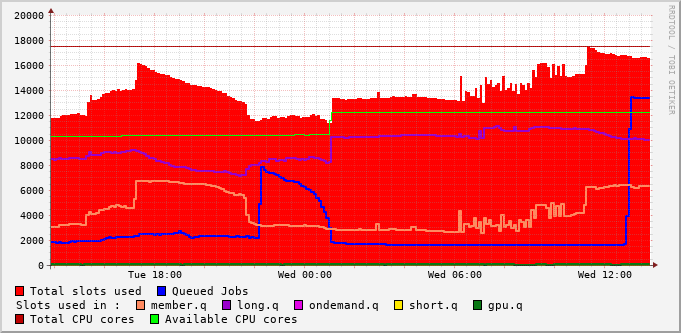 20000
18000
16000
14000
12000
10000
8000
6000
4000
2000
0
Tue 18:00 Wed 00:00 Wed 06:00 Wed 12:00
RRDTOOL / TOBI OETIKER
Total slots used Queued Jobs
Slots used in : member.q long.q ondemand.q short.q gpu.q
Total CPU cores Available CPU cores